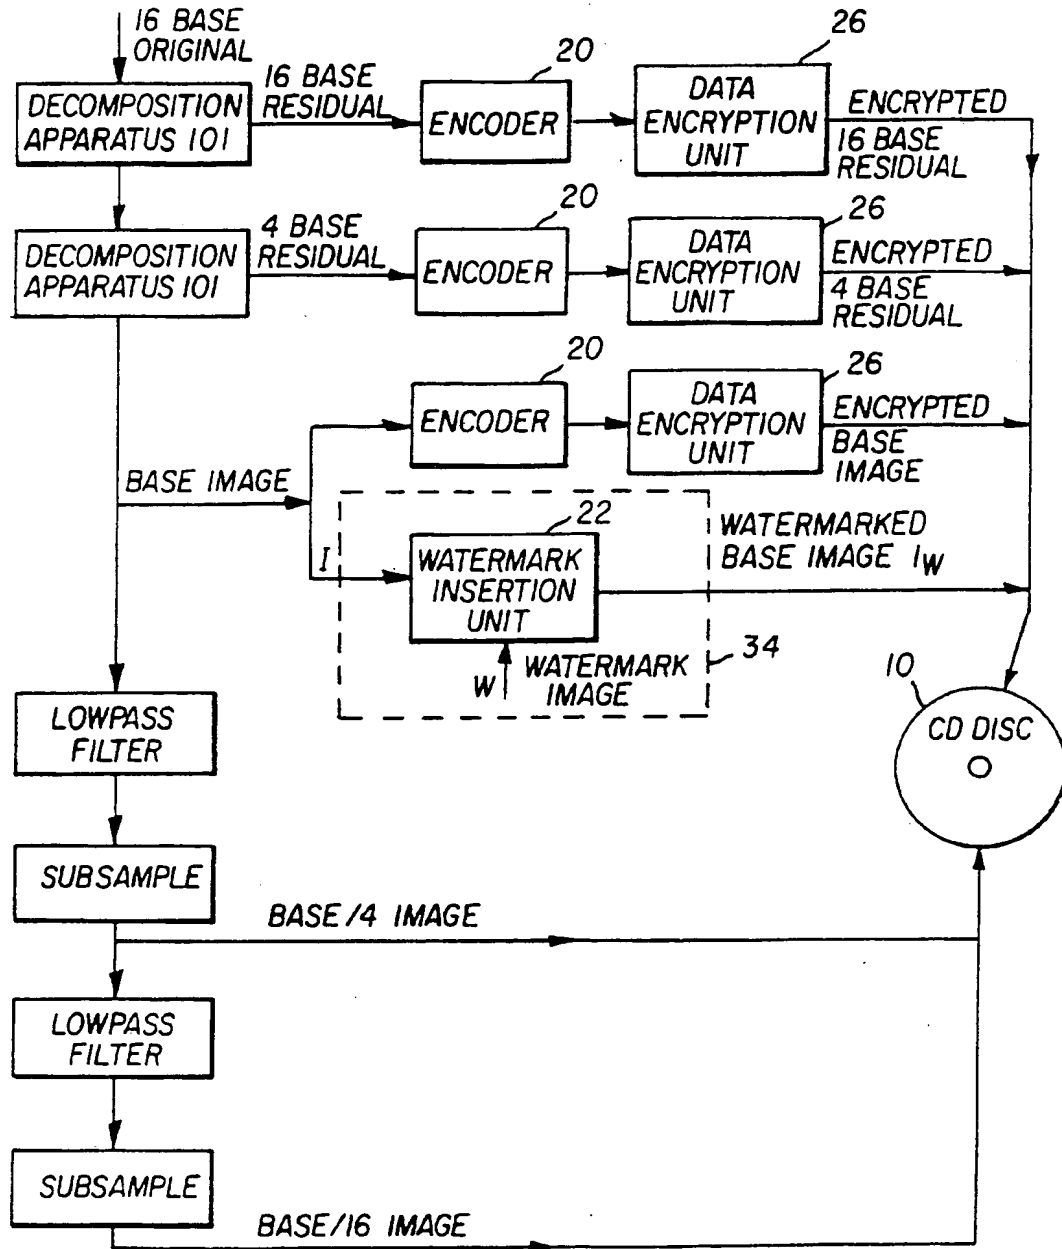 16 BASE
ORIGINAL
DECOMPOSITION
APPARATUS 101
16 BASE
RESIDUAL
20
ENCODER
26
DATA
ENCRYPTION
UNIT
ENCRYPTED
16 BASE
RESIDUAL
DECOMPOSITION
APPARATUS 101
4 BASE
RESIDUAL
20
ENCODER
26
DATA
ENCRYPTION
UNIT
ENCRYPTED
4 BASE
RESIDUAL
20
ENCODER
26
DATA
ENCRYPTION
UNIT
ENCRYPTED
BASE
IMAGE
BASE IMAGE
I
22
WATERMARK
INSERTION
UNIT
WATERMARKED
BASE IMAGE IW
W
WATERMARK
IMAGE
34
10
CD DISC
LOWPASS
FILTER
SUBSAMPLE
BASE/4 IMAGE
LOWPASS
FILTER
SUBSAMPLE
BASE/16 IMAGE